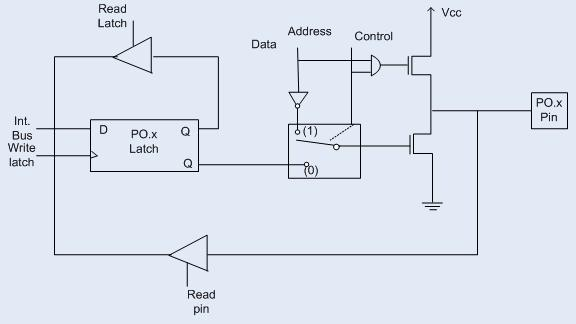 Read
Latch
Address
Data
Control
Vcc
Int.
Bus
Write
latch
D
PO.x
Latch
Q
Q
(1)
(0)
PO.x
Pin
Read
pin